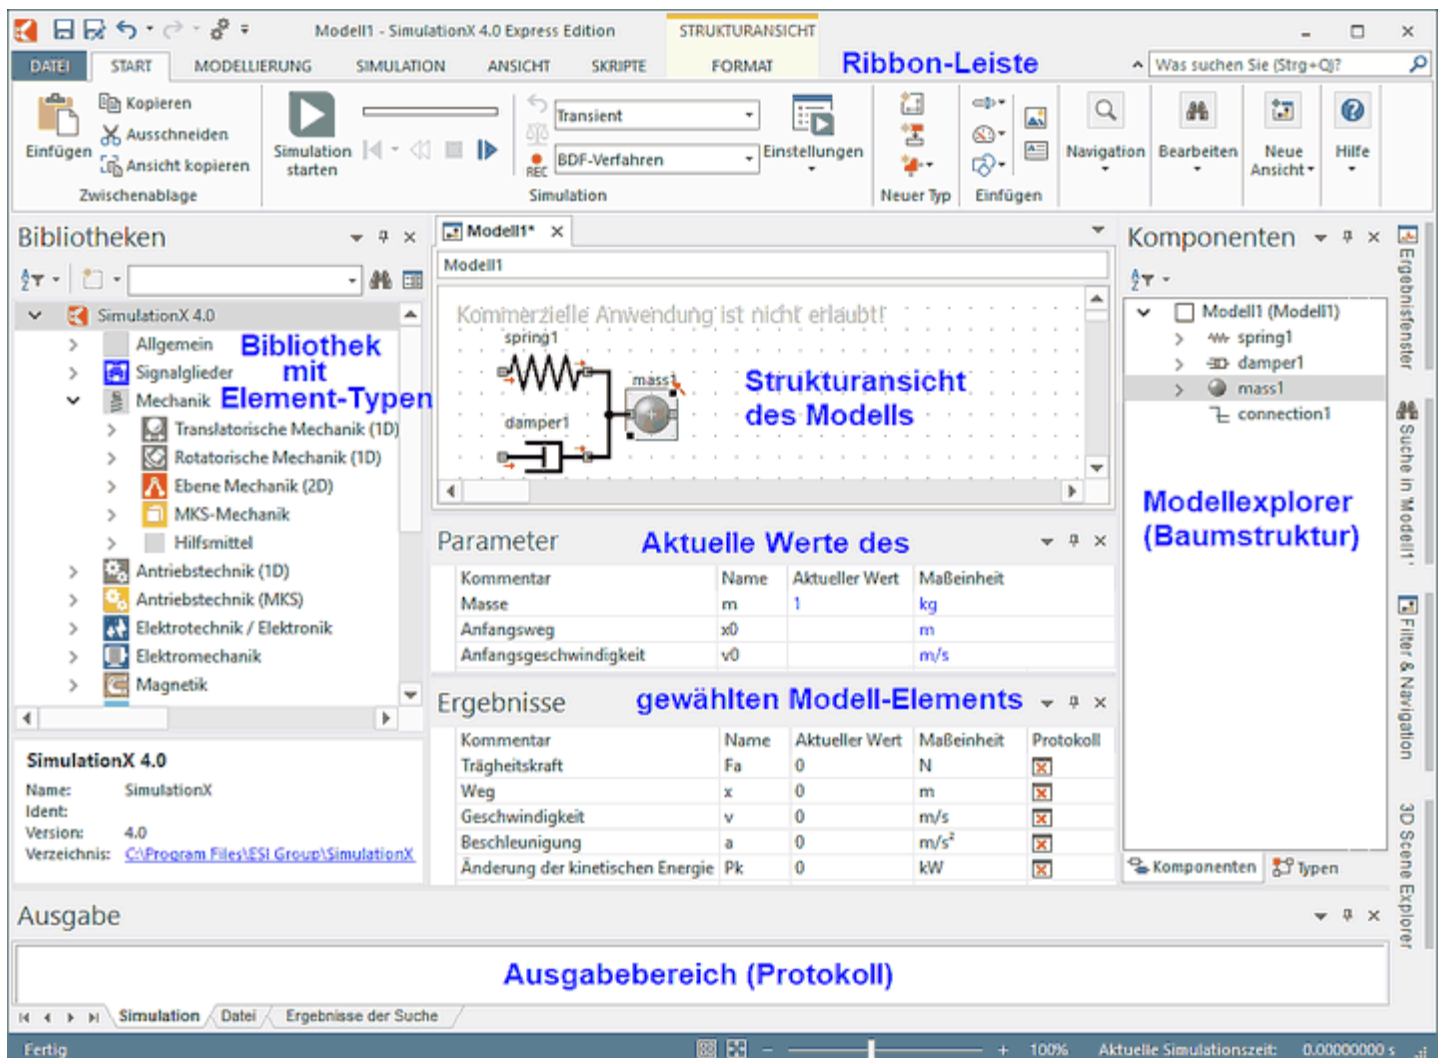 Modell1 - SimulationX 4.0 Express Edition
STRUKTURANSICHT
DATEI START MODELLIERUNG SIMULATION ANSICHT SKRIPTE FORMAT
Ribbon-Leiste
Was suchen Sie (Strg+Q)?
Einfügen
Kopieren
Ausschneiden
Ansicht kopieren
Zwischenablage
Simulation
starten
REC
Transient
BDF-Verfahren
Einstellungen
Simulation
Neuer Typ
Einfügen
Navigation
Bearbeiten
Neue
Ansicht
Hilfe
Bibliotheken
SimulationX 4.0
Allgemein
Signalglieder
Mechanik
Translatorische Mechanik (1D)
Rotatorische Mechanik (1D)
Ebene Mechanik (2D)
MKS-Mechanik
Hilfsmittel
Antriebstechnik (1D)
Antriebstechnik (MKS)
Elektrotechnik / Elektronik
Elektromechanik
Magnetik
Bibliothek
mit
Element-Typen
SimulationX 4.0
Name: SimulationX
Ident:
Version: 4.0
Verzeichnis: C:\Program Files\ESI Group\SimulationX
Modell1*
Modell1
Kommerzielle Anwendung ist nicht erlaubt!
spring1
mass1
damper1
Strukturansicht
des Modells
Parameter
Aktuelle Werte des
Kommentar Name Aktueller Wert Maßeinheit
Masse m 1 kg
Anfangsweg x0 m
Anfangsgeschwindigkeit v0 m/s
Ergebnisse
gewählten Modell-Elements
Kommentar Name Aktueller Wert Maßeinheit Protokoll
Trägheitskraft Fa 0 N
Weg x 0 m
Geschwindigkeit v 0 m/s
Beschleunigung a 0 m/s²
Änderung der kinetischen Energie Pk 0 kW
Komponenten
Modell1 (Modell1)
spring1
damper1
mass1
connection1
Modellexplorer
(Baumstruktur)
Komponenten Typen
Ergebnisfenster
Suche in 'Modell1'
Filter & Navigation
3D Scene Explorer
Ausgabe
Ausgabebereich (Protokoll)
Simulation Datei Ergebnisse der Suche
Fertig
100%
Aktuelle Simulationszeit: 0.00000000 s